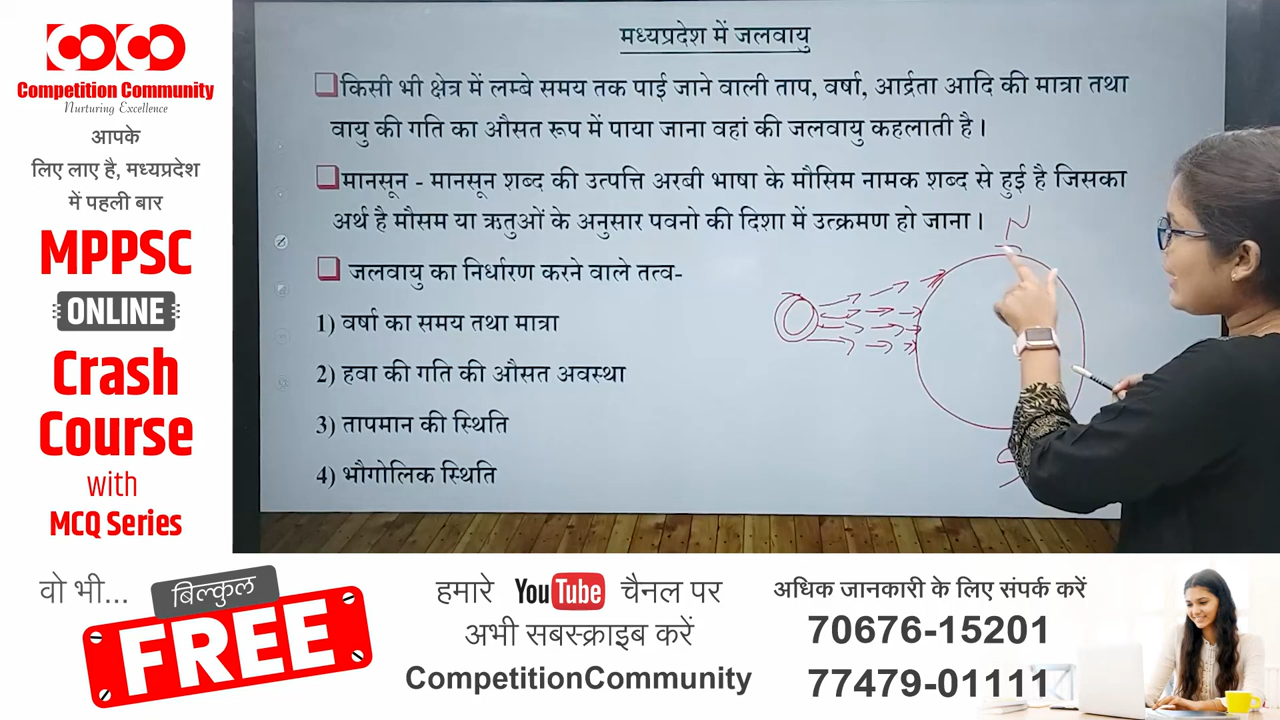 COCO
Competition Community
Nurturing Excellence
आपके
लिए लाए है, मध्यप्रदेश
में पहली बार
MPPSC
ONLINE
Crash
Course
with
MCQ Series
मध्यप्रदेश में जलवायु
किसी भी क्षेत्र में लम्बे समय तक पाई जाने वाली ताप, वर्षा, आर्द्रता आदि की मात्रा तथा
वायु की गति का औसत रूप में पाया जाना वहां की जलवायु कहलाती है।
मानसून - मानसून शब्द की उत्पत्ति अरबी भाषा के मौसिम नामक शब्द से हुई है जिसका
अर्थ है मौसम या ऋतुओं के अनुसार पवनो की दिशा में उत्क्रमण हो जाना।
जलवायु का निर्धारण करने वाले तत्व-
1) वर्षा का समय तथा मात्रा
2) हवा की गति की औसत अवस्था
3) तापमान की स्थिति
4) भौगोलिक स्थिति
N
S
वो भी...
बिल्कुल
FREE
हमारे YouTube चैनल पर
अभी सबस्क्राइब करें
CompetitionCommunity
अधिक जानकारी के लिए संपर्क करें
70676-15201
77479-01111